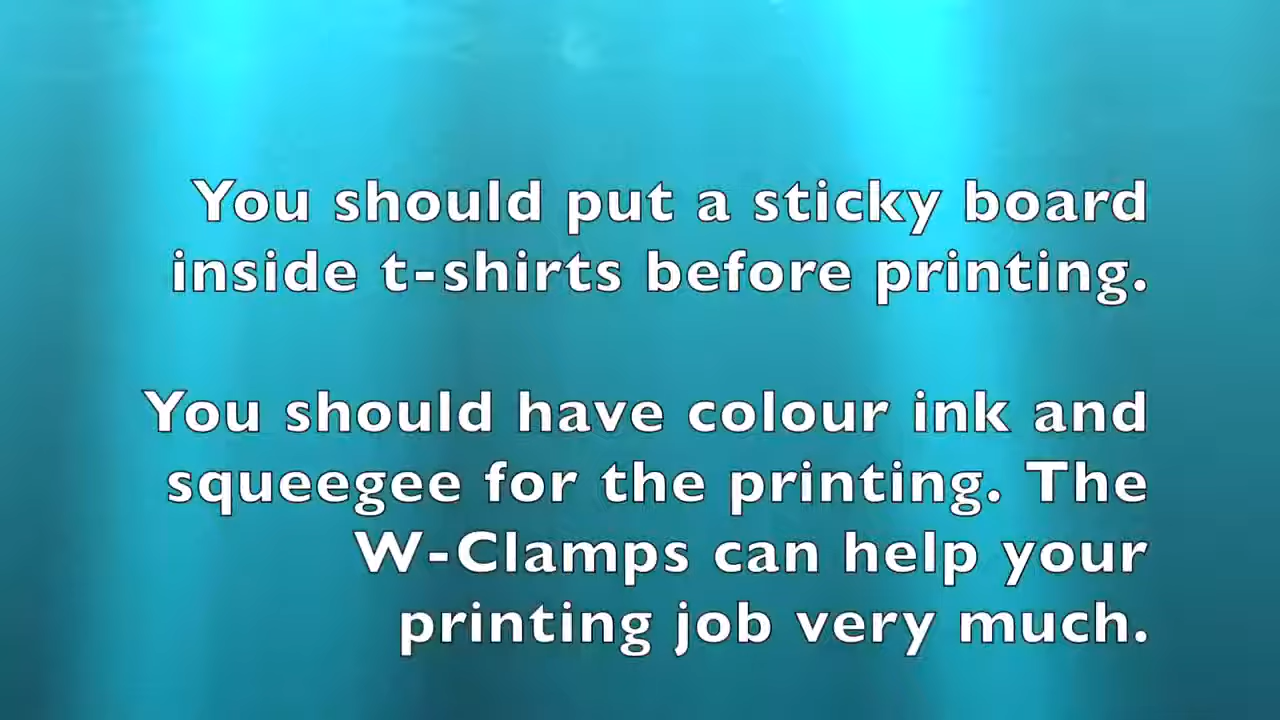 You should put a sticky board
inside t-shirts before printing.
You should have colour ink and
squeegee for the printing. The
W-Clamps can help your
printing job very much.